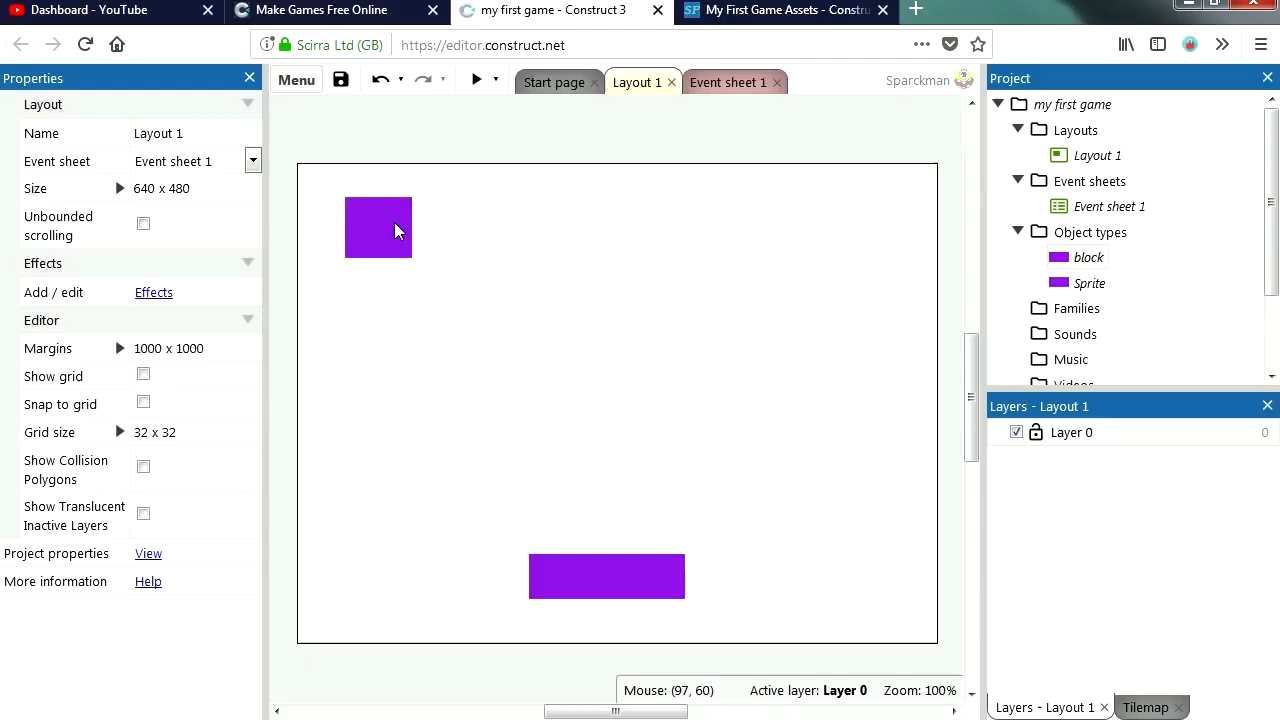 Dashboard - YouTube
Make Games Free Online
my first game - Construct 3
SP My First Game Assets - Constru
Scirra Ltd (GB) https://editor.construct.net
Properties
Menu
Start page
Layout 1
Event sheet 1
Sparckman
Project
Layout
Name Layout 1
Event sheet Event sheet 1
Size 640 x 480
Unbounded
scrolling
Effects
Add / edit Effects
Editor
Margins 1000 x 1000
Show grid
Snap to grid
Grid size 32 x 32
Show Collision
Polygons
Show Translucent
Inactive Layers
Project properties View
More information Help
my first game
Layouts
Layout 1
Event sheets
Event sheet 1
Object types
block
Sprite
Families
Sounds
Music
Videos
Layers - Layout 1
Layer 0 0
Mouse: (97, 60) Active layer: Layer 0 Zoom: 100%
Layers - Layout 1 Tilemap